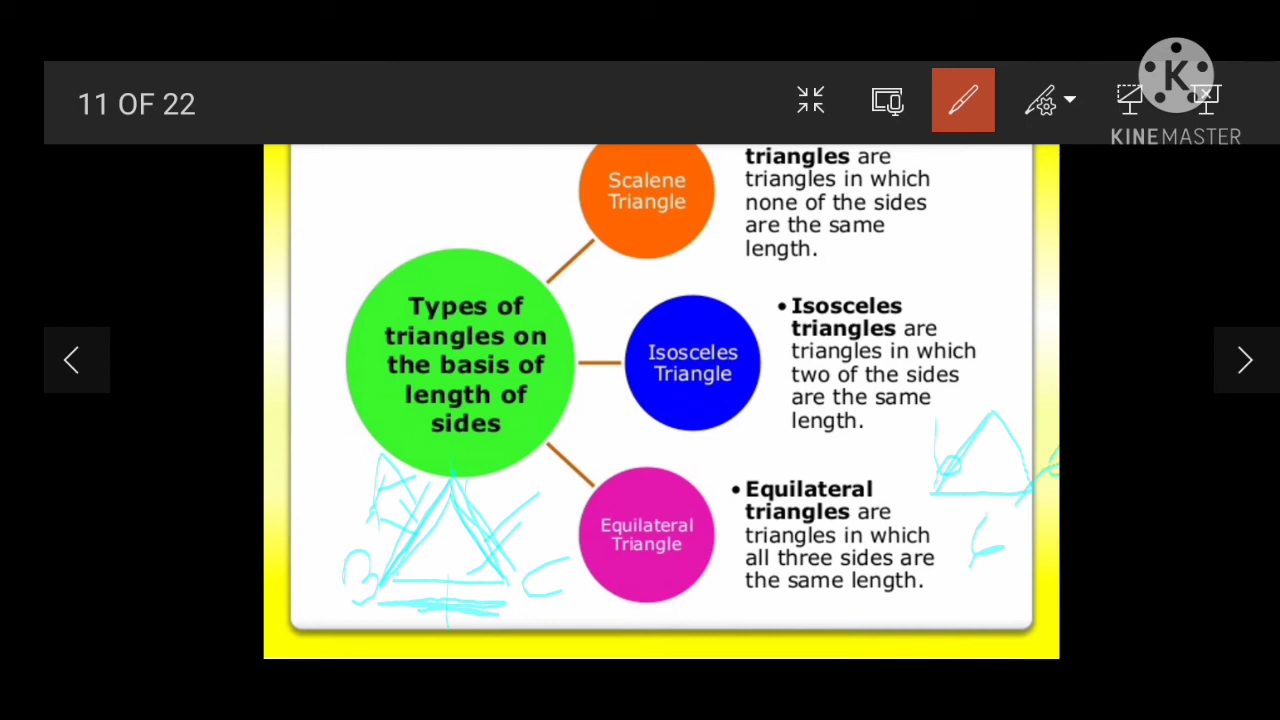 11 OF 22
K
KINEMASTER
Scalene
Triangle
triangles are
triangles in which
none of the sides
are the same
length.
Types of
triangles on
the basis of
length of
sides
Isosceles
Triangle
• Isosceles
triangles are
triangles in which
two of the sides
are the same
length.
Equilateral
Triangle
• Equilateral
triangles are
triangles in which
all three sides are
the same length.
A
B
C